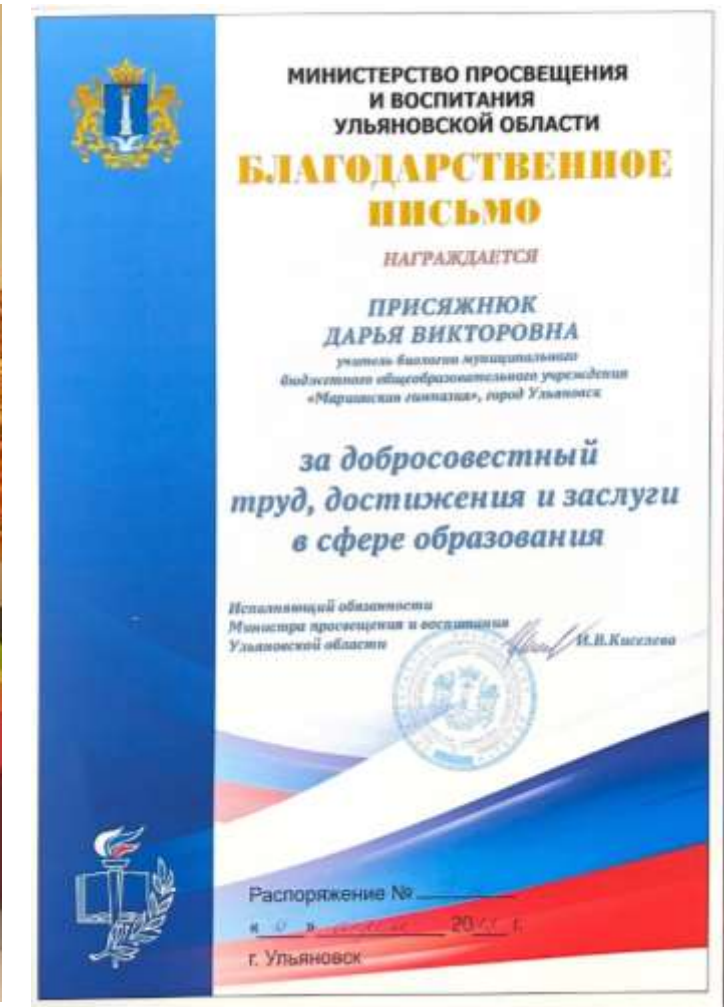 МИНИСТЕРСТВО ПРОСВЕЩЕНИЯ
И ВОСПИТАНИЯ
УЛЬЯНОВСКОЙ ОБЛАСТИ
БЛАГОДАРСТВЕННОЕ
ПИСЬМО
НАГРАЖДАЕТСЯ
ПРИСЯЖНЮК
ДАРЬЯ ВИКТОРОВНА
учитель биологии муниципального
бюджетного общеобразовательного учреждения
«Мариинская гимназия», город Ульяновск
за добросовестный
труд, достижения и заслуги
в сфере образования
Исполняющий обязанности
Министра просвещения и воспитания
Ульяновской области
И.В.Киселева
Распоряжение №
« » 20 г.
г. Ульяновск